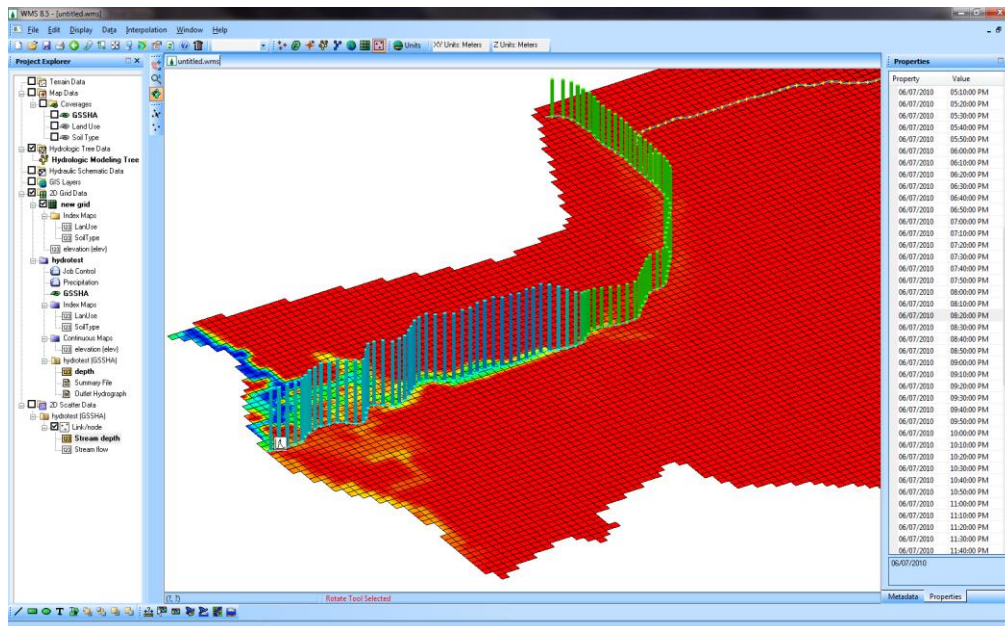 WMS 8.5 - [untitled.wms]
File Edit Display Data Interpolation Window Help
Units XY Units: Meters Z Units: Meters
Project Explorer
untitled.wms
Terrain Data
Map Data
Coverages
GSSHA
Land Use
Soil Type
Hydrologic Tree Data
Hydrologic Modeling Tree
Hydraulic Schematic Data
GIS Layers
2D Grid Data
new grid
Index Maps
LanUse
SoilType
elevation (elev)
hydrotest
Job Control
Precipitation
GSSHA
Index Maps
LanUse
SoilType
Continuous Maps
elevation (elev)
hydrotest (GSSHA)
depth
Summary File
Outlet Hydrograph
2D Scatter Data
hydrotest (GSSHA)
Link/node
Stream depth
Stream flow
Properties
Property Value
06/07/2010 05:10:00 PM
06/07/2010 05:20:00 PM
06/07/2010 05:30:00 PM
06/07/2010 05:40:00 PM
06/07/2010 05:50:00 PM
06/07/2010 06:00:00 PM
06/07/2010 06:10:00 PM
06/07/2010 06:20:00 PM
06/07/2010 06:30:00 PM
06/07/2010 06:40:00 PM
06/07/2010 06:50:00 PM
06/07/2010 07:00:00 PM
06/07/2010 07:10:00 PM
06/07/2010 07:20:00 PM
06/07/2010 07:30:00 PM
06/07/2010 07:40:00 PM
06/07/2010 07:50:00 PM
06/07/2010 08:00:00 PM
06/07/2010 08:10:00 PM
06/07/2010 08:20:00 PM
06/07/2010 08:30:00 PM
06/07/2010 08:40:00 PM
06/07/2010 08:50:00 PM
06/07/2010 09:00:00 PM
06/07/2010 09:10:00 PM
06/07/2010 09:20:00 PM
06/07/2010 09:30:00 PM
06/07/2010 09:40:00 PM
06/07/2010 09:50:00 PM
06/07/2010 10:00:00 PM
06/07/2010 10:10:00 PM
06/07/2010 10:20:00 PM
06/07/2010 10:30:00 PM
06/07/2010 10:40:00 PM
06/07/2010 10:50:00 PM
06/07/2010 11:00:00 PM
06/07/2010 11:10:00 PM
06/07/2010 11:20:00 PM
06/07/2010 11:30:00 PM
06/07/2010 11:40:00 PM
06/07/2010
Metadata Properties
(?, ?) Rotate Tool Selected